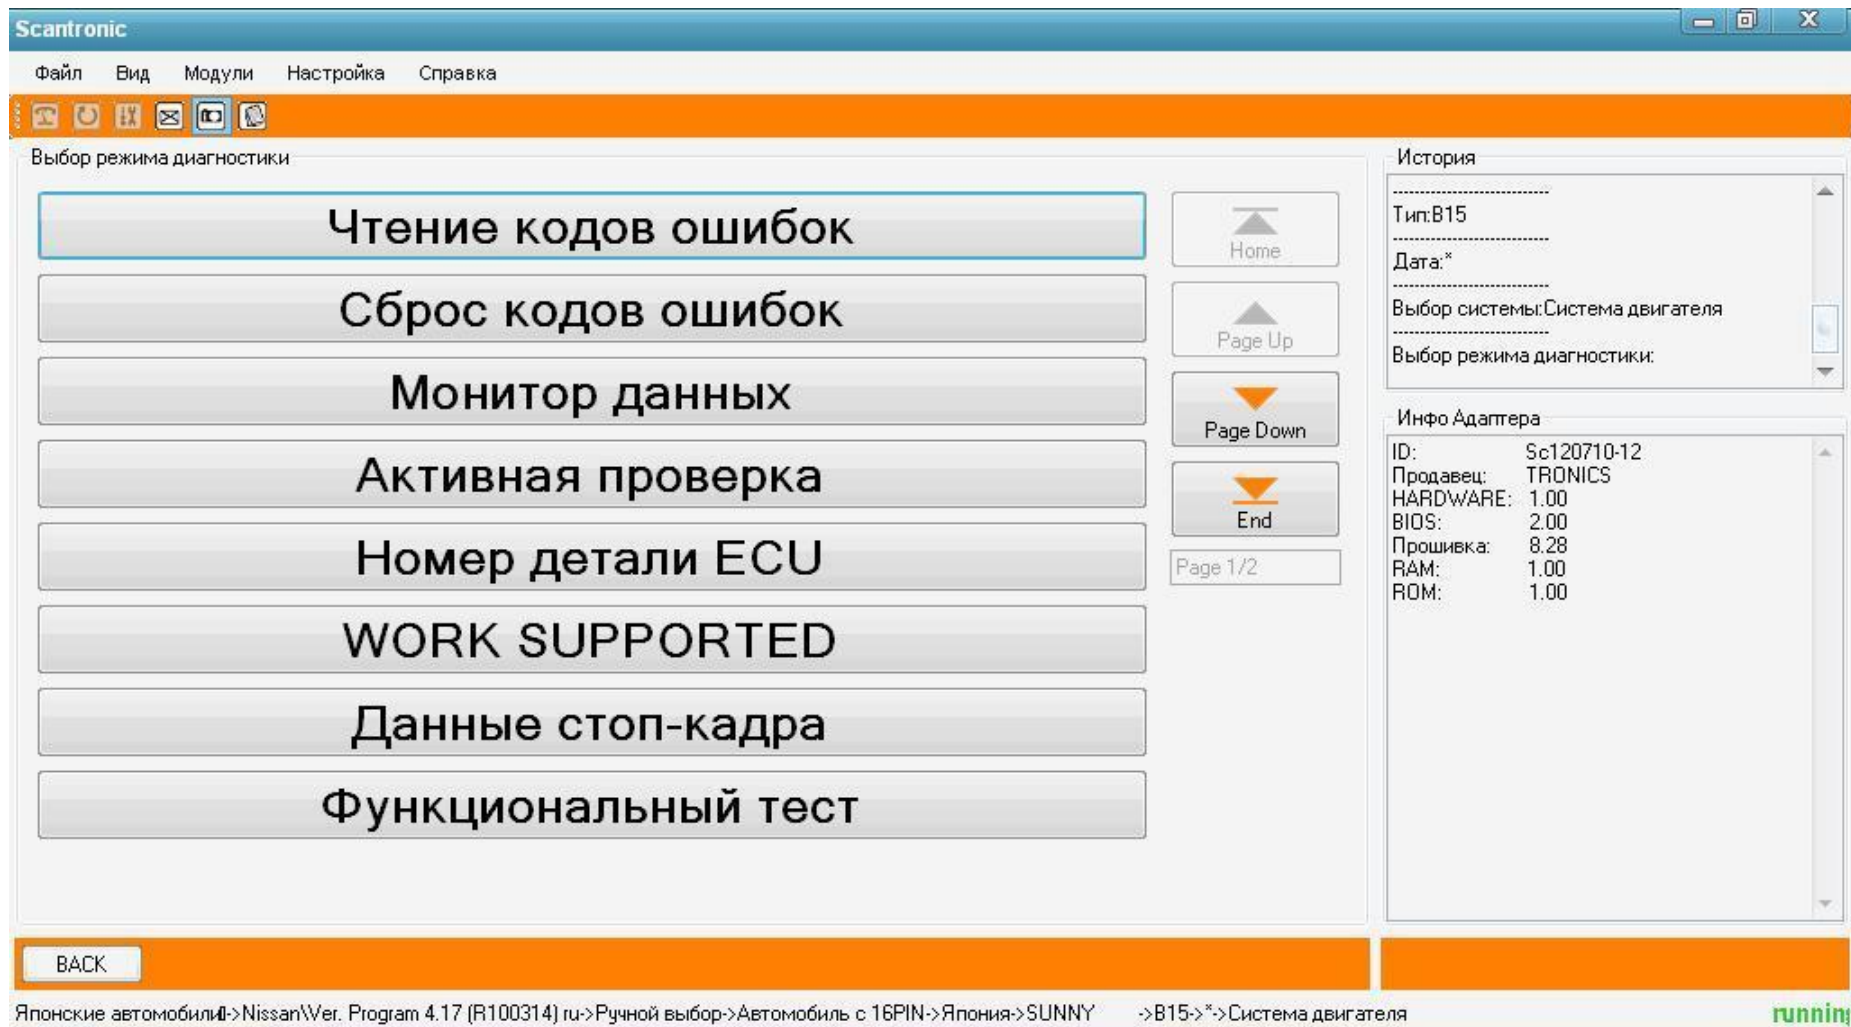 Scantronic
Файл Вид Модули Настройка Справка
Выбор режима диагностики
Чтение кодов ошибок
Сброс кодов ошибок
Монитор данных
Активная проверка
Номер детали ECU
WORK SUPPORTED
Данные стоп-кадра
Функциональный тест
Home
Page Up
Page Down
End
Page 1/2
История
---------------------------
Тип:B15
---------------------------
Дата:*
---------------------------
Выбор системы:Система двигателя
---------------------------
Выбор режима диагностики:
Инфо Адаптера
ID: Sc120710-12
Продавец: TRONICS
HARDWARE: 1.00
BIOS: 2.00
Прошивка: 8.28
RAM: 1.00
ROM: 1.00
BACK
Японские автомобили->Nissan\Ver. Program 4.17 (R100314) ru->Ручной выбор->Автомобиль с 16PIN->Япония->SUNNY ->B15->*->Система двигателя
running